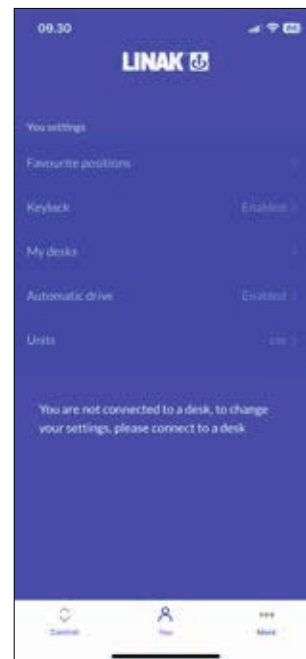 09.30
LINAK
You settings
Favourite positions
Keylock Enabled
My desks
Automatic drive Enabled
Units cm
You are not connected to a desk, to change
your settings, please connect to a desk
Control You More